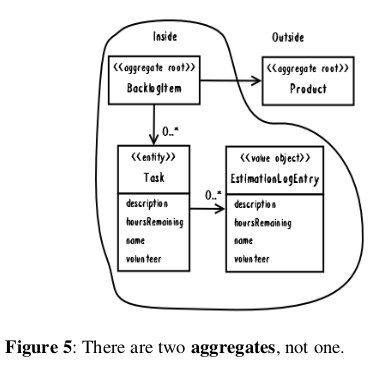 Inside
Outside
<<aggregate root>>
BacklogItem
<<aggregate root>>
Product
0..*
<<entity>>
Task
description
hoursRemaining
name
volunteer
0..*
<<value object>>
EstimationLogEntry
description
hoursRemaining
name
volunteer
Figure 5: There are two aggregates, not one.